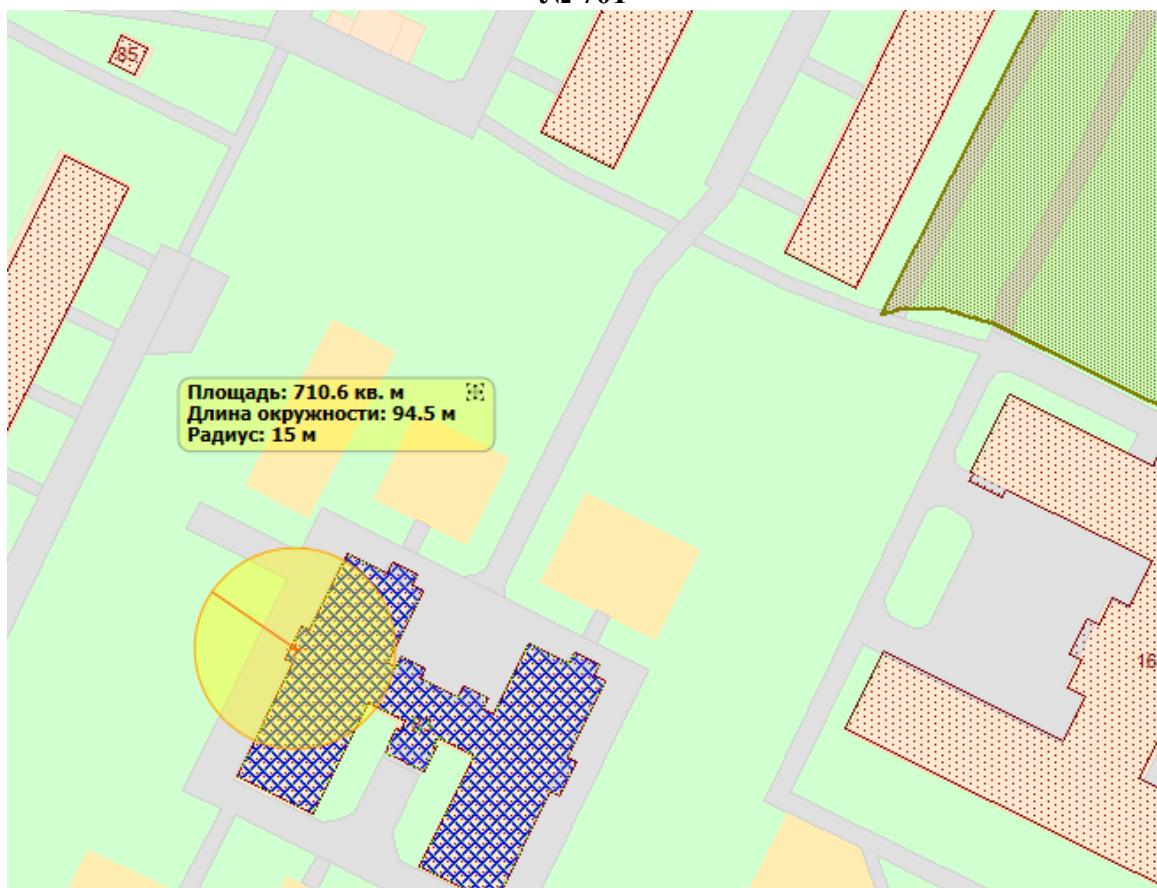 85
Площадь: 710.6 кв. м
Длина окружности: 94.5 м
Радиус: 15 м
16